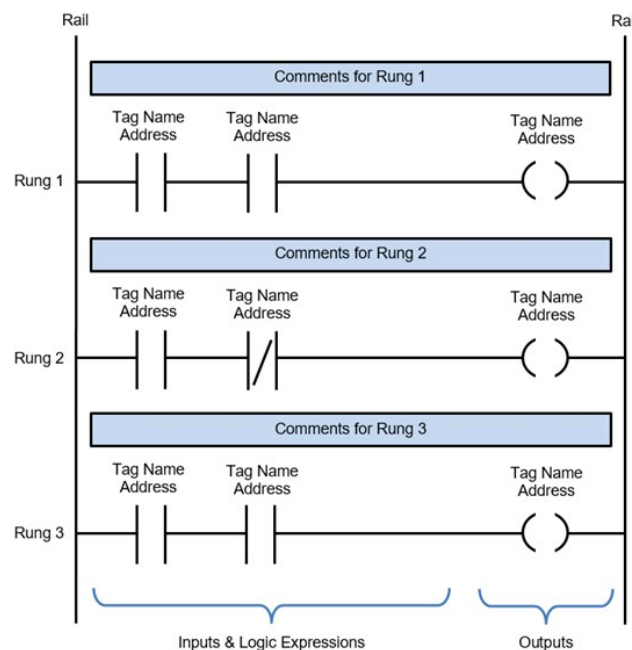 Rail
Ra
Comments for Rung 1
Tag Name Tag Name Tag Name
Address Address Address
Rung 1
Comments for Rung 2
Tag Name Tag Name Tag Name
Address Address Address
Rung 2
Comments for Rung 3
Tag Name Tag Name Tag Name
Address Address Address
Rung 3
Inputs & Logic Expressions Outputs